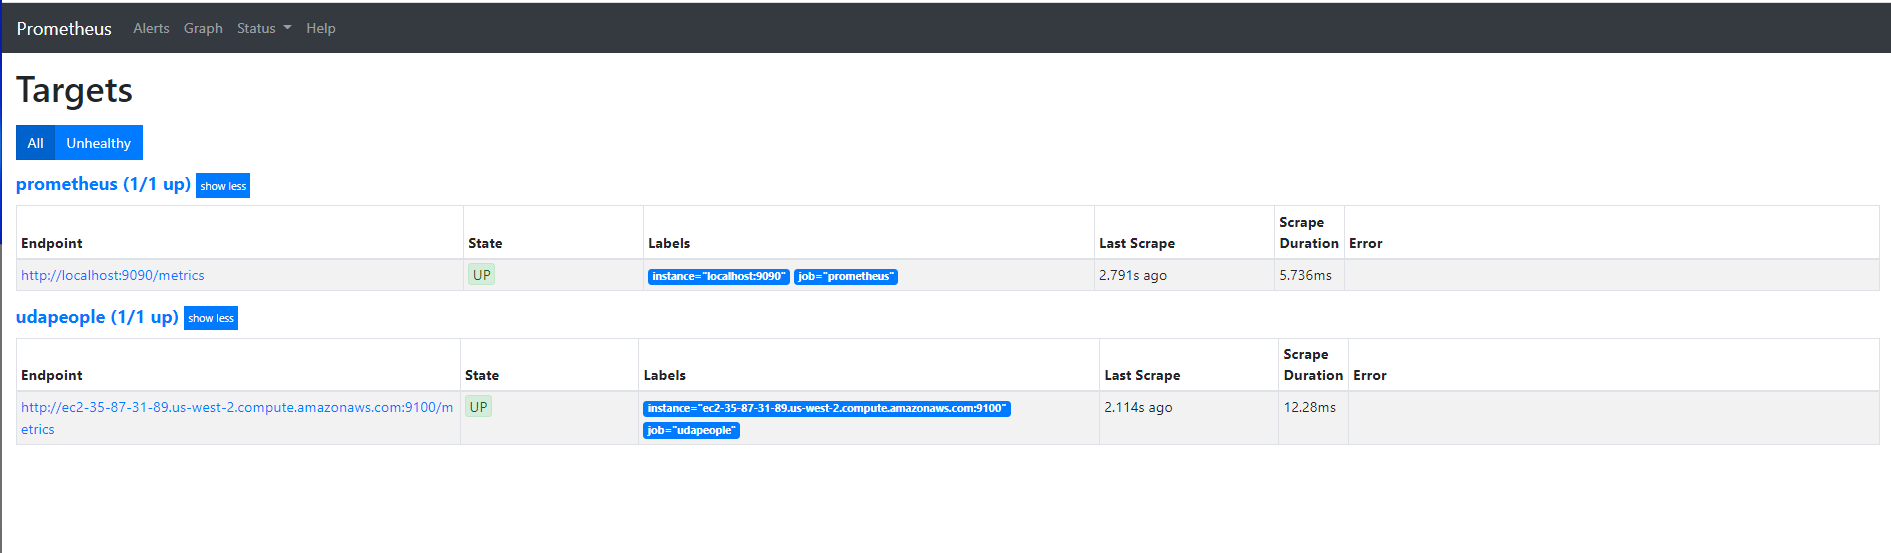 Prometheus Alerts Graph Status Help
Targets
All Unhealthy
prometheus (1/1 up) show less
Scrape
Endpoint State Labels Last Scrape Duration Error
http://localhost:9090/metrics UP instance="localhost:9090" job="prometheus" 2.791s ago 5.736ms
udapeople (1/1 up) show less
Scrape
Endpoint State Labels Last Scrape Duration Error
http://ec2-35-87-31-89.us-west-2.compute.amazonaws.com:9100/m UP instance="ec2-35-87-31-89.us-west-2.compute.amazonaws.com:9100" 2.114s ago 12.28ms
etrics job="udapeople"